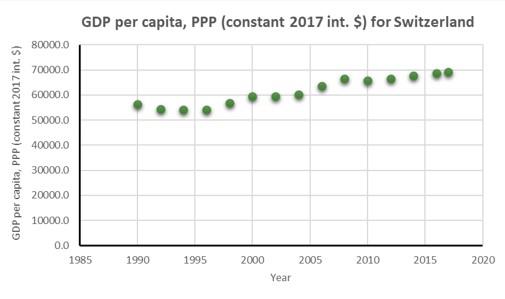 GDP per capita, PPP (constant 2017 int. $) for Switzerland
GDP per capita, PPP (constant 2017 int. $)
80000.0
70000.0
60000.0
50000.0
40000.0
30000.0
20000.0
10000.0
0.0
1985 1990 1995 2000 2005 2010 2015 2020
Year